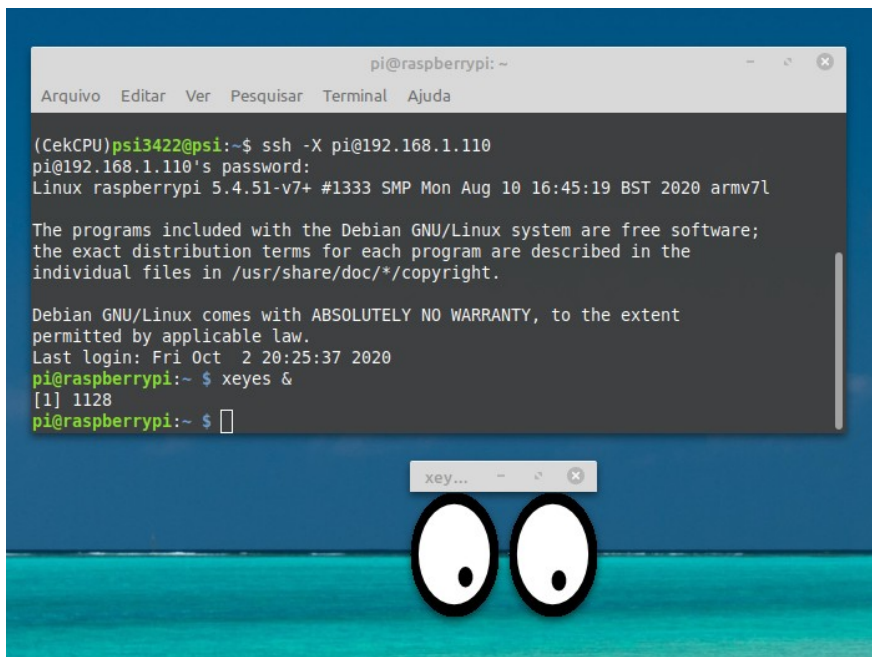 pi@raspberrypi: ~
Arquivo Editar Ver Pesquisar Terminal Ajuda
(CekCPU)psi3422@psi:~$ ssh -X pi@192.168.1.110
pi@192.168.1.110's password:
Linux raspberrypi 5.4.51-v7+ #1333 SMP Mon Aug 10 16:45:19 BST 2020 armv7l
The programs included with the Debian GNU/Linux system are free software;
the exact distribution terms for each program are described in the
individual files in /usr/share/doc/*/copyright.
Debian GNU/Linux comes with ABSOLUTELY NO WARRANTY, to the extent
permitted by applicable law.
Last login: Fri Oct  2 20:25:37 2020
pi@raspberrypi:~ $ xeyes &
[1] 1128
pi@raspberrypi:~ $
xey...